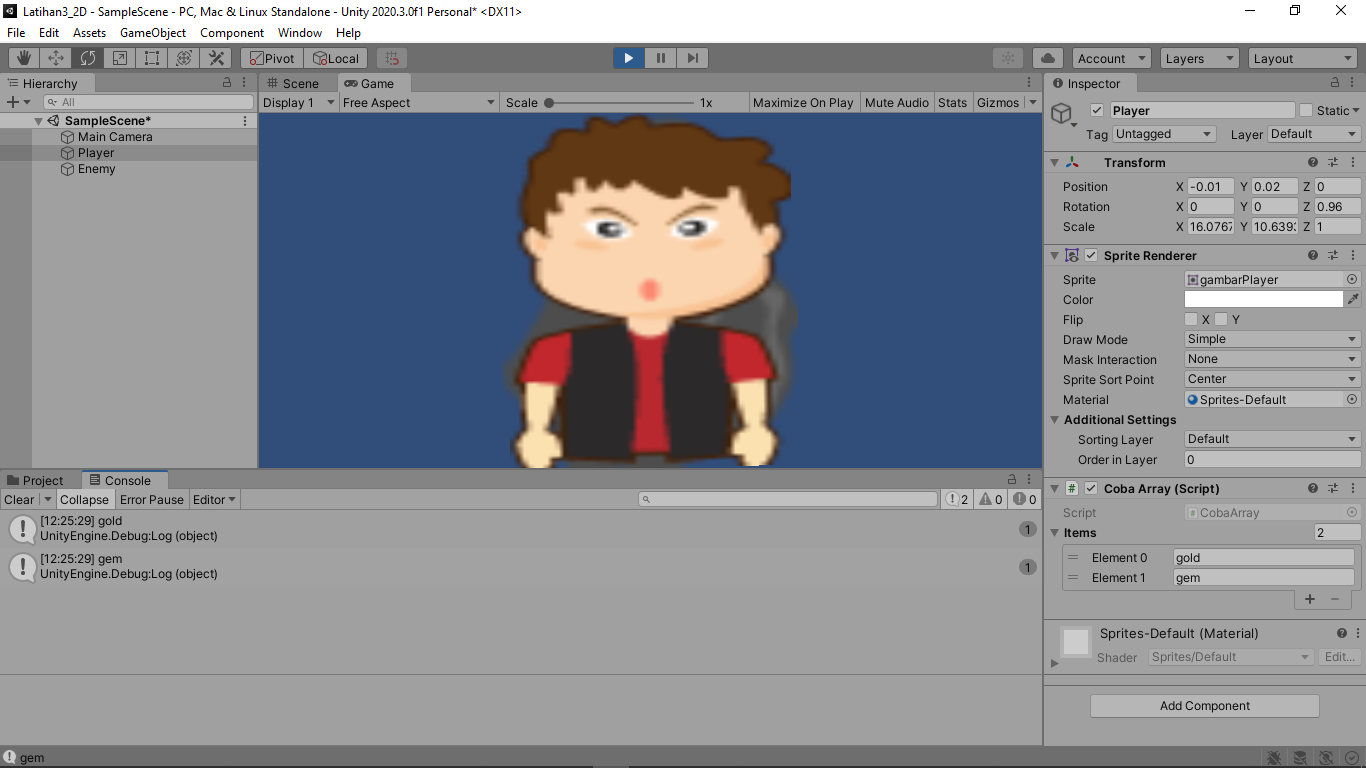 Latihan3_2D - SampleScene - PC, Mac & Linux Standalone - Unity 2020.3.0f1 Personal* <DX11>
File Edit Assets GameObject Component Window Help
Pivot Local Account Layers Layout
Hierarchy
All
SampleScene*
Main Camera
Player
Enemy
Scene Game
Display 1 Free Aspect Scale 1x Maximize On Play Mute Audio Stats Gizmos
Inspector
Player Static
Tag Untagged Layer Default
Transform
Position X -0.01 Y 0.02 Z 0
Rotation X 0 Y 0 Z 0.96
Scale X 16.0767 Y 10.6393 Z 1
Sprite Renderer
Sprite gambarPlayer
Color
Flip X Y
Draw Mode Simple
Mask Interaction None
Sprite Sort Point Center
Material Sprites-Default
Additional Settings
Sorting Layer Default
Order in Layer 0
Coba Array (Script)
Script CobaArray
Items 2
Element 0 gold
Element 1 gem
Sprites-Default (Material)
Shader Sprites/Default Edit...
Add Component
Project Console
Clear Collapse Error Pause Editor 2 0 0
[12:25:29] gold
UnityEngine.Debug:Log (object) 1
[12:25:29] gem
UnityEngine.Debug:Log (object) 1
gem